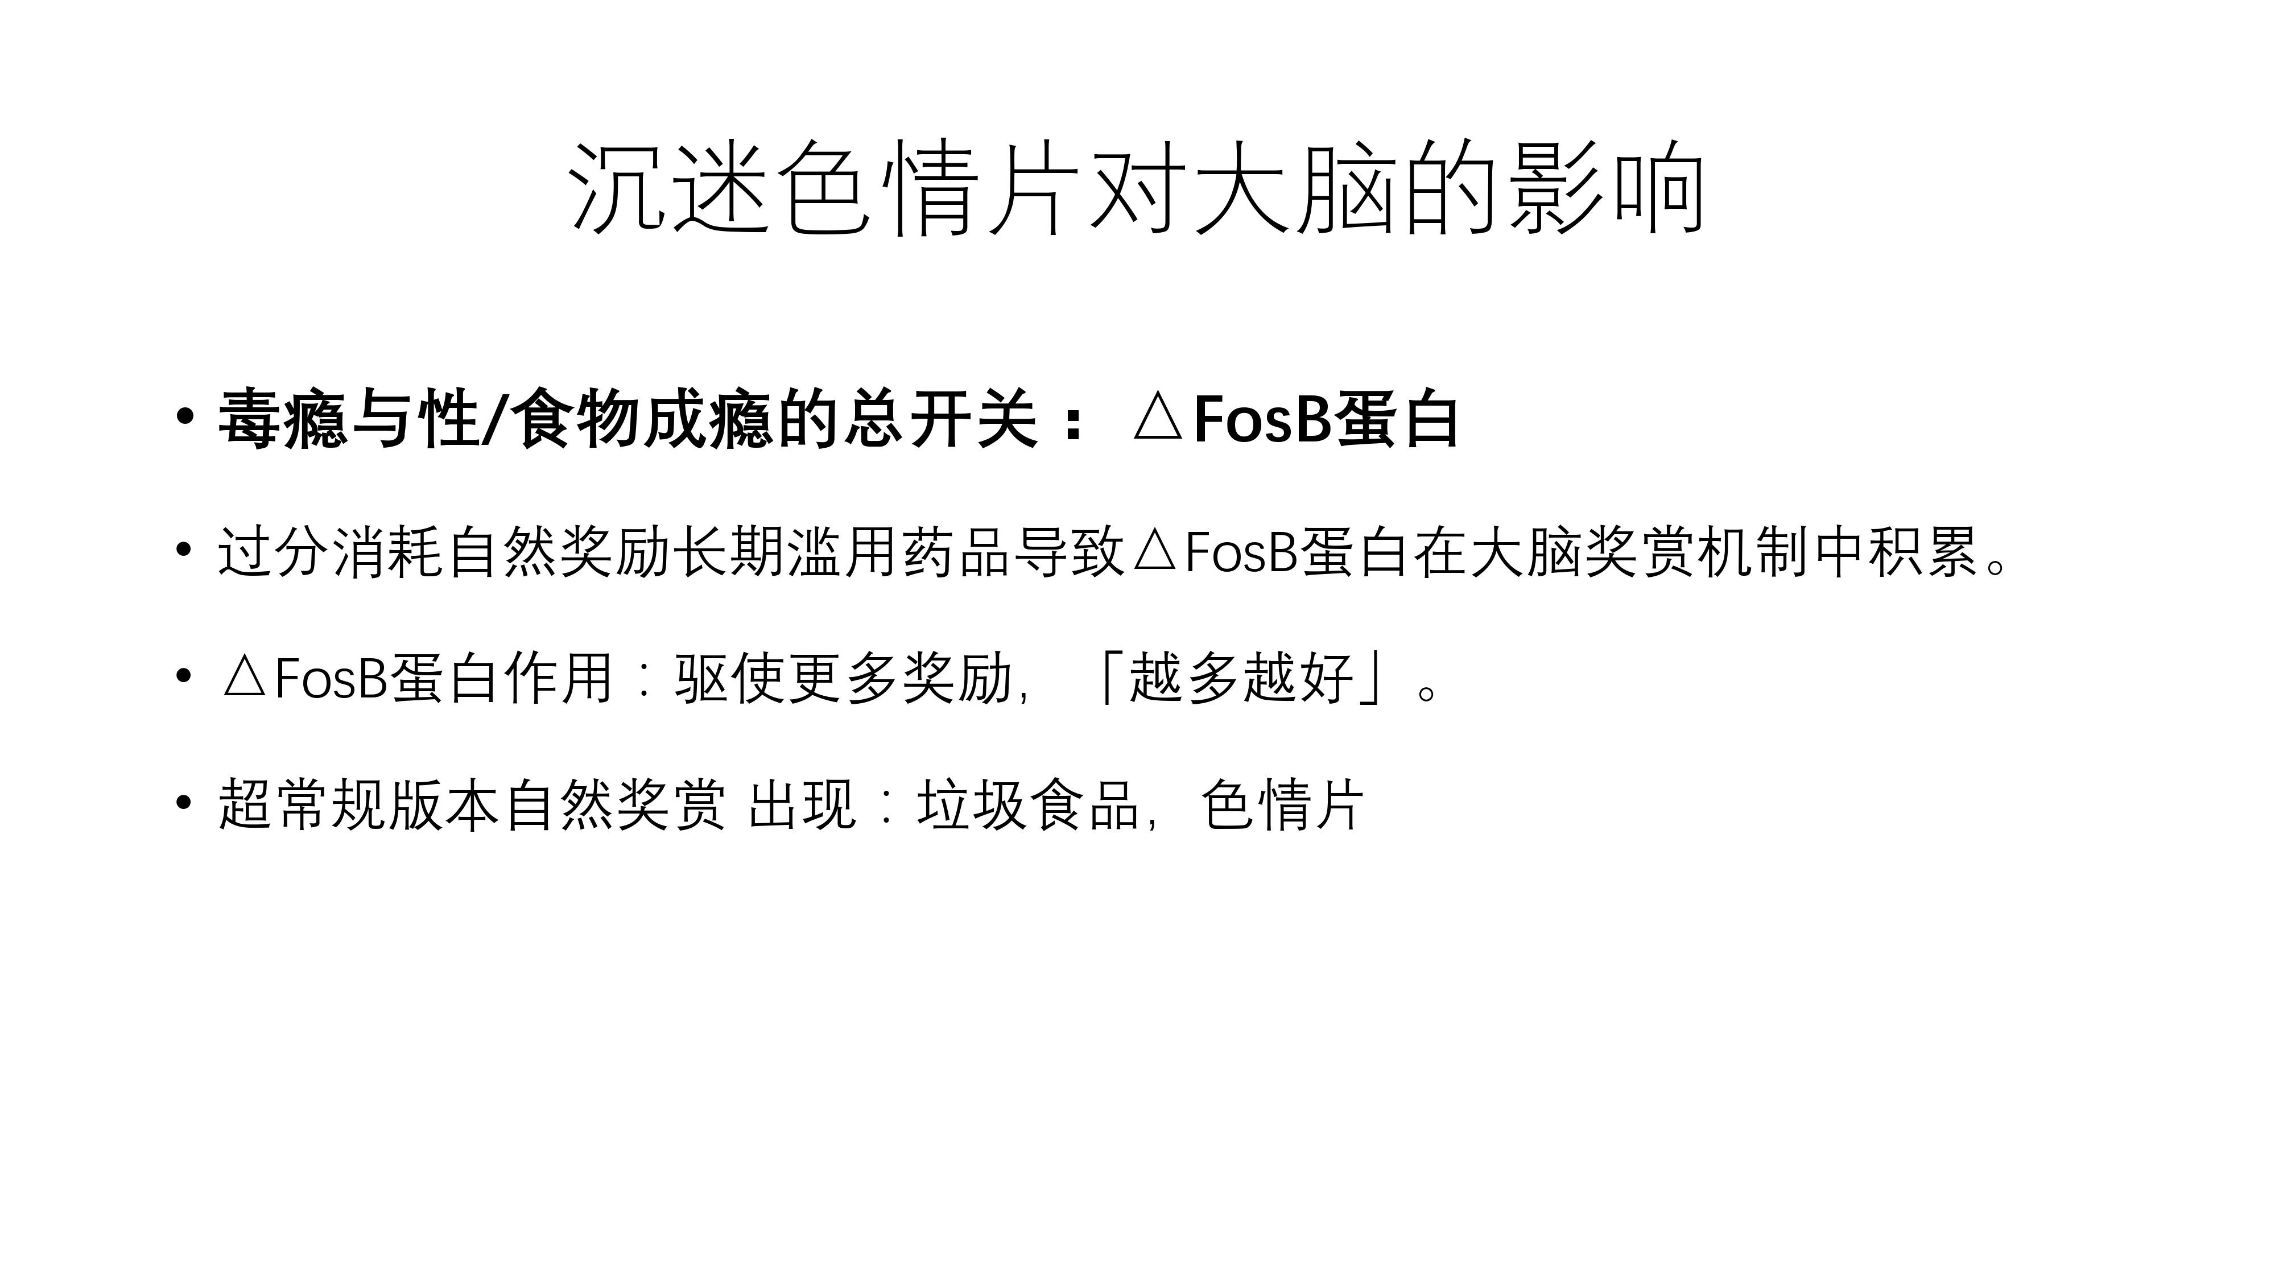 沉迷色情片对大脑的影响
• 毒瘾与性/食物成瘾的总开关： △FosB蛋白
• 过分消耗自然奖励长期滥用药品导致△FosB蛋白在大脑奖赏机制中积累。
• △FosB蛋白作用：驱使更多奖励，「越多越好」。
• 超常规版本自然奖赏 出现：垃圾食品，色情片